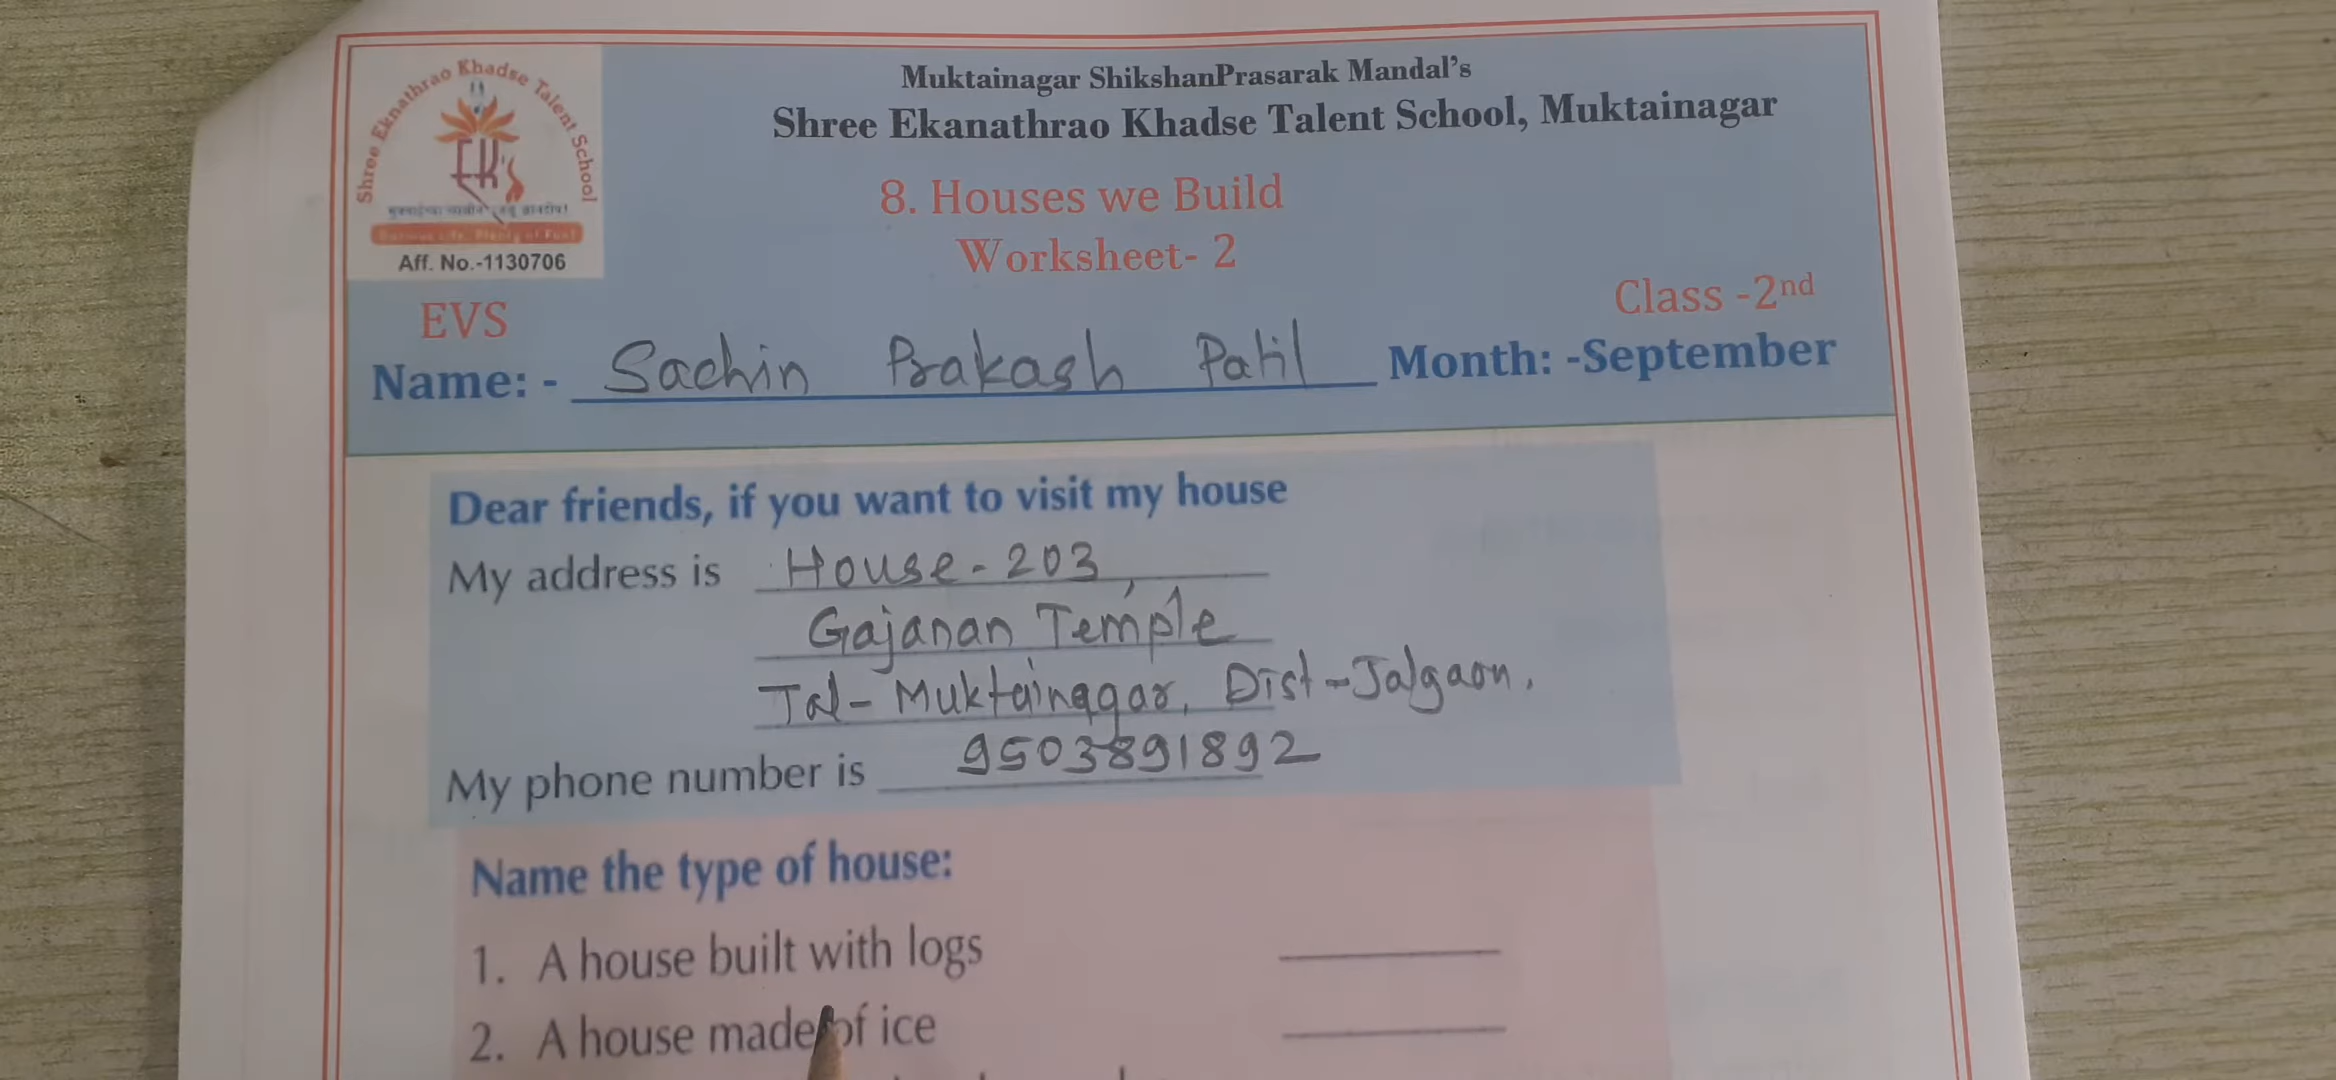 Muktainagar ShikshanPrasarak Mandal's
Shree Ekanathrao Khadse Talent School, Muktainagar
Shree Eknathrao Khadse Talent School
EK's
Aff. No.-1130706
8. Houses we Build
Worksheet- 2
EVS
Class -2nd
Name: - Sachin Prakash Patil Month: -September
Dear friends, if you want to visit my house
My address is House-203,
Gajanan Temple
Tal-Muktainagar, Dist-Jalgaon.
My phone number is 9503891892
Name the type of house:
1. A house built with logs
2. A house made of ice